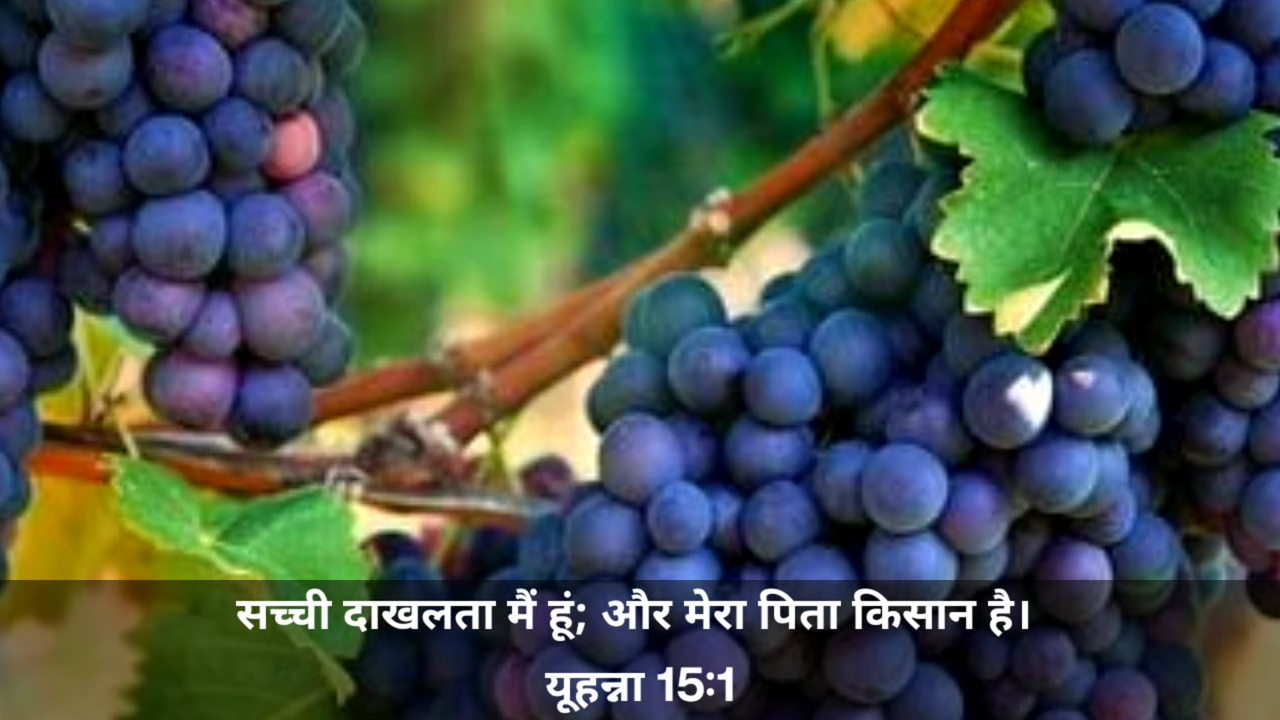 सच्ची दाखलता मैं हूं; और मेरा पिता किसान है।
यूहन्ना 15:1